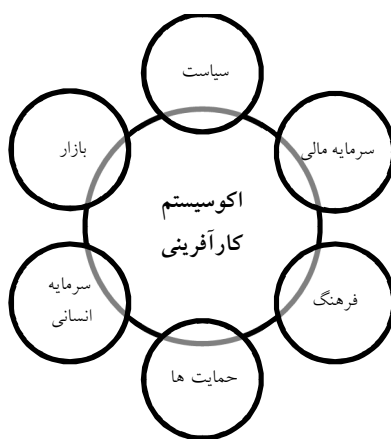 سیاست
سرمایه مالی
فرهنگ
حمایت ها
سرمایه
انسانی
بازار
اکوسیستم
کارآفرینی